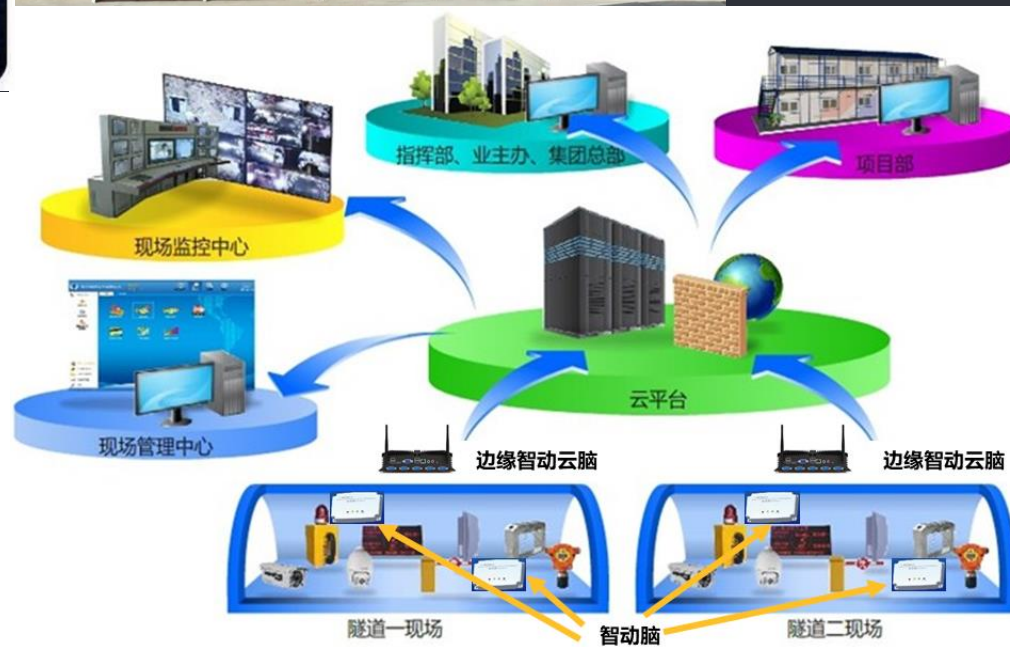 指挥部、业主办、集团总部
项目部
现场监控中心
云平台
现场管理中心
边缘智动云脑
边缘智动云脑
隧道一现场
智动脑
隧道二现场